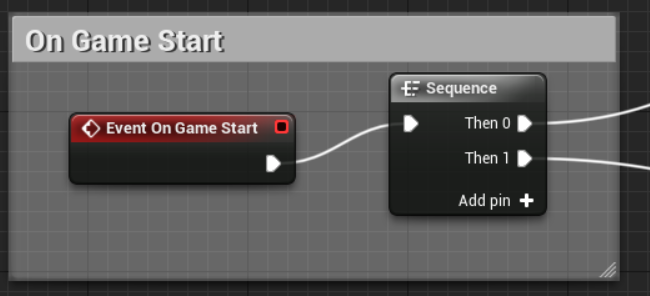 On Game Start
Event On Game Start
Sequence
Then 0
Then 1
Add pin